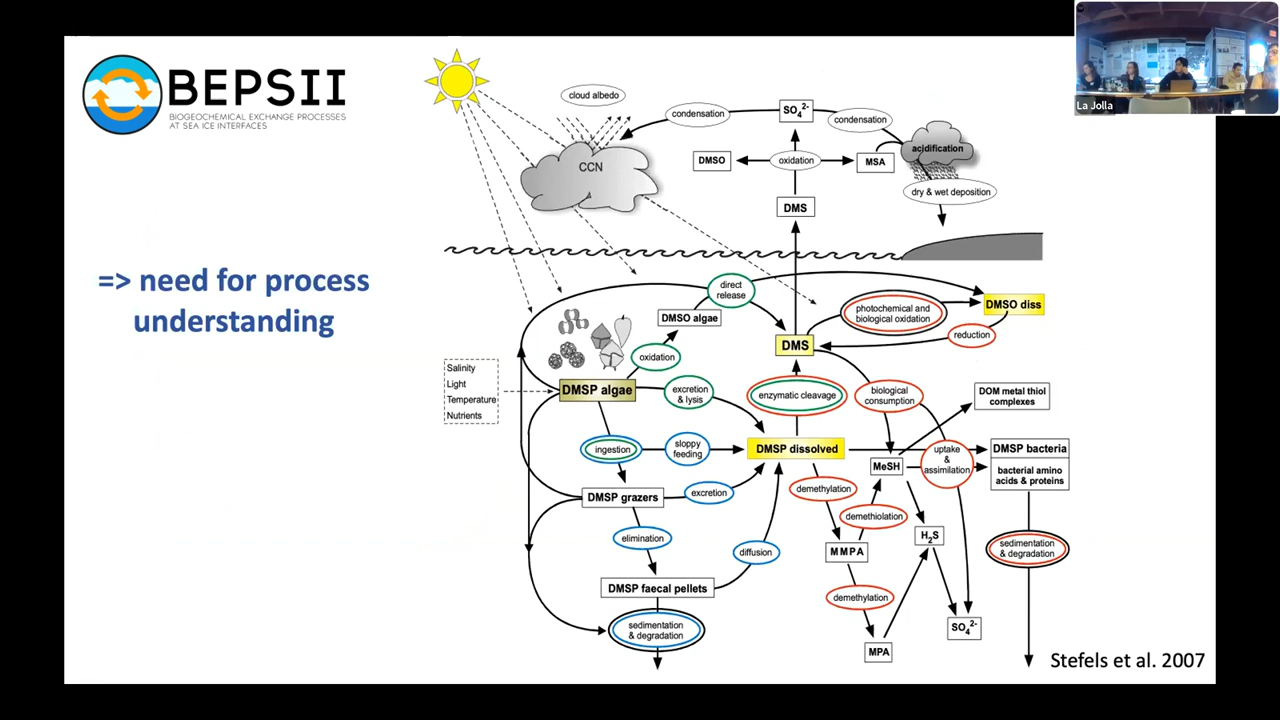 BEPSII
BIOGEOCHEMICAL EXCHANGE PROCESSES
AT SEA ICE INTERFACES
La Jolla
=> need for process
understanding
cloud albedo
CCN
condensation
SO₄²⁻
condensation
acidification
DMSO
oxidation
MSA
dry & wet deposition
DMS
direct
release
DMSO algae
photochemical and
biological oxidation
DMSO diss
reduction
DMS
oxidation
Salinity
Light
Temperature
Nutrients
DMSP algae
excretion
& lysis
enzymatic cleavage
biological
consumption
DOM metal thiol
complexes
ingestion
sloppy
feeding
DMSP dissolved
MeSH
uptake
&
assimilation
DMSP bacteria
bacterial amino
acids & proteins
DMSP grazers
excretion
demethylation
demethiolation
elimination
diffusion
MMPA
H₂S
sedimentation
& degradation
DMSP faecal pellets
demethylation
sedimentation
& degradation
SO₄²⁻
MPA
Stefels et al. 2007